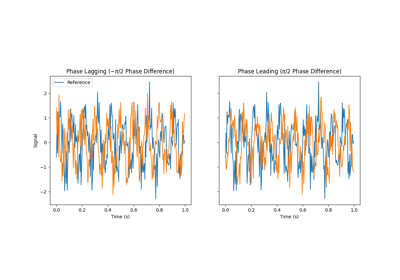 Phase Lagging (−π/2 Phase Difference)
Reference
Signal
2
1
0
−1
−2
0.0 0.2 0.4 0.6 0.8 1.0
Time (s)
Phase Leading (π/2 Phase Difference)
0.0 0.2 0.4 0.6 0.8 1.0
Time (s)